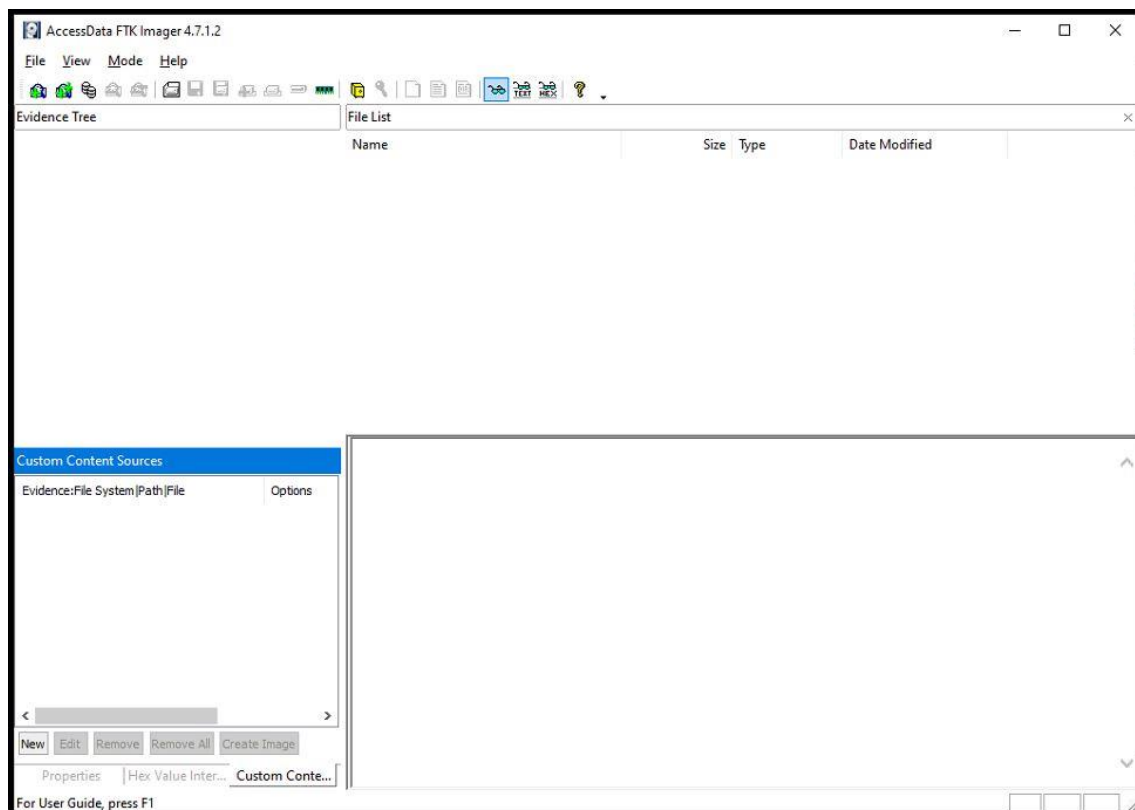 AccessData FTK Imager 4.7.1.2
File View Mode Help
TEXT HEX
Evidence Tree
File List
Name Size Type Date Modified
Custom Content Sources
Evidence:File System|Path|File Options
New Edit Remove Remove All Create Image
Properties Hex Value Inter... Custom Conte...
For User Guide, press F1